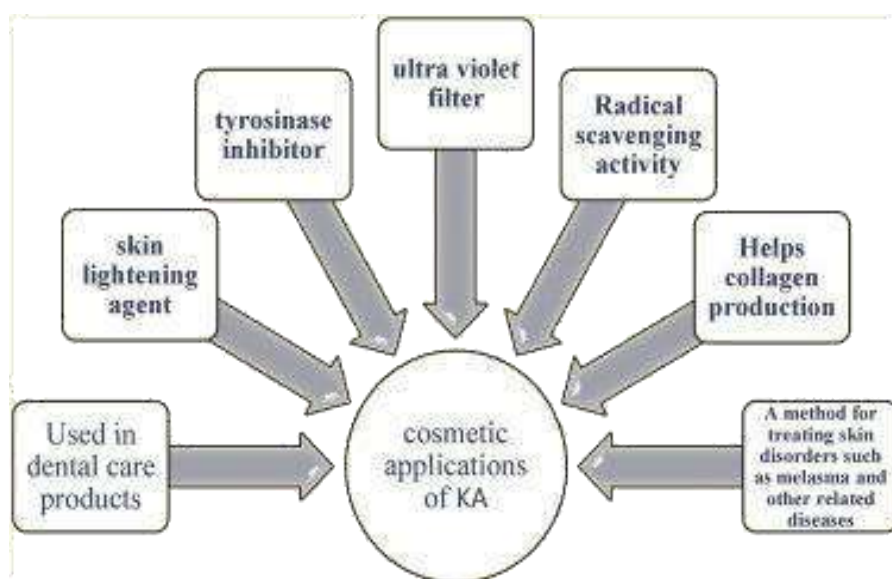 ultra violet
filter
tyrosinase
inhibitor
Radical
scavenging
activity
skin
lightening
agent
Helps
collagen
production
Used in
dental care
products
cosmetic
applications
of KA
A method for
treating skin
disorders such
as melasma and
other related
diseases